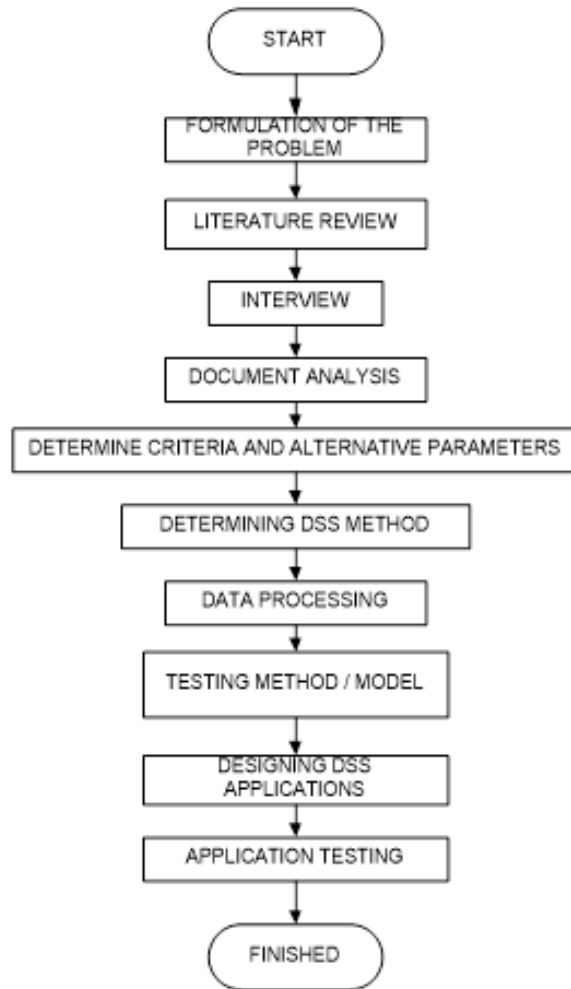 START
FORMULATION OF THE
PROBLEM
LITERATURE REVIEW
INTERVIEW
DOCUMENT ANALYSIS
DETERMINE CRITERIA AND ALTERNATIVE PARAMETERS
DETERMINING DSS METHOD
DATA PROCESSING
TESTING METHOD / MODEL
DESIGNING DSS
APPLICATIONS
APPLICATION TESTING
FINISHED